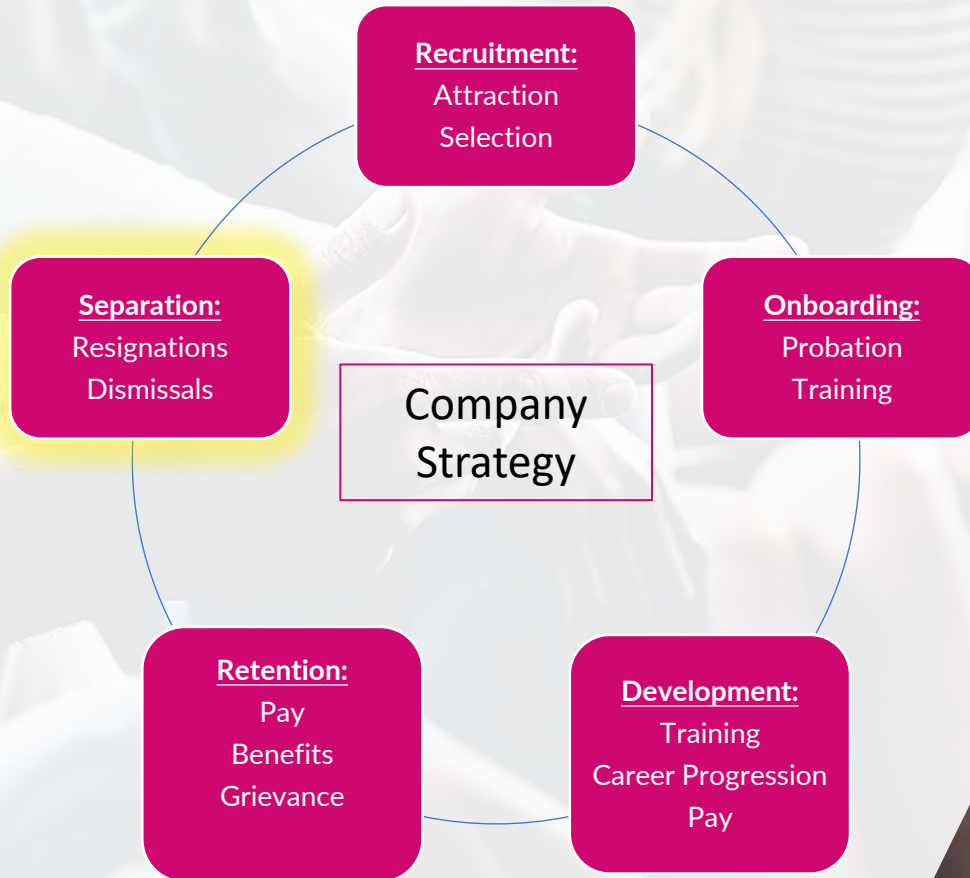 Recruitment:
Attraction
Selection
Separation:
Resignations
Dismissals
Onboarding:
Probation
Training
Company
Strategy
Retention:
Pay
Benefits
Grievance
Development:
Training
Career Progression
Pay